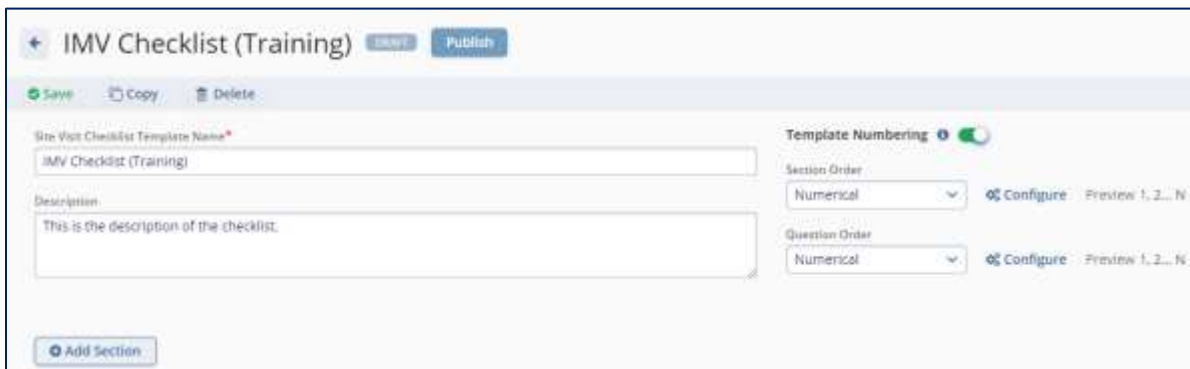 IMV Checklist (Training) DRAFT Publish
Save Copy Delete
Site Visit Checklist Template Name*
IMV Checklist (Training)
Description
This is the description of the checklist.
Template Numbering
Section Order
Numerical Configure Preview 1, 2... N
Question Order
Numerical Configure Preview 1, 2... N
Add Section